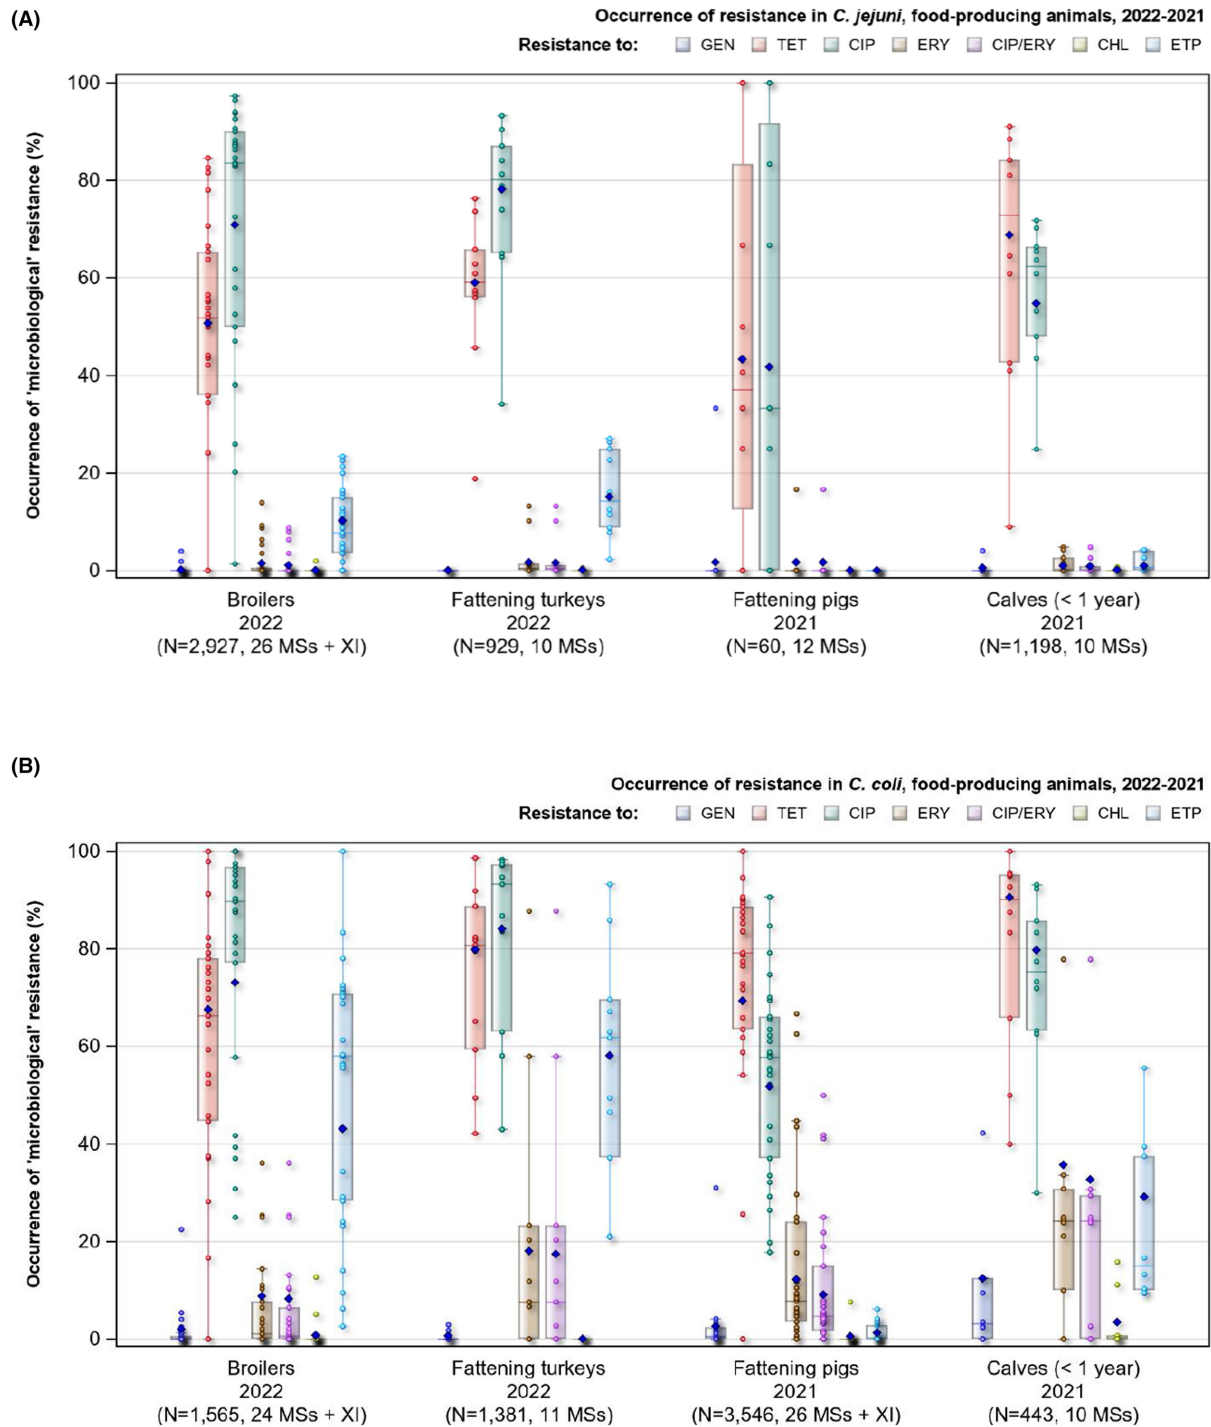 (A)
Occurrence of resistance in C. jejuni, food-producing animals, 2022-2021
Resistance to: GEN TET CIP ERY CIP/ERY CHL ETP
Occurrence of 'microbiological' resistance (%)
100
80
60
40
20
0
Broilers Fattening turkeys Fattening pigs Calves (< 1 year)
2022 2022 2021 2021
(N=2,927, 26 MSs + XI) (N=929, 10 MSs) (N=60, 12 MSs) (N=1,198, 10 MSs)
(B)
Occurrence of resistance in C. coli, food-producing animals, 2022-2021
Resistance to: GEN TET CIP ERY CIP/ERY CHL ETP
Occurrence of 'microbiological' resistance (%)
100
80
60
40
20
0
Broilers Fattening turkeys Fattening pigs Calves (< 1 year)
2022 2022 2021 2021
(N=1,565, 24 MSs + XI) (N=1,381, 11 MSs) (N=3,546, 26 MSs + XI) (N=443, 10 MSs)